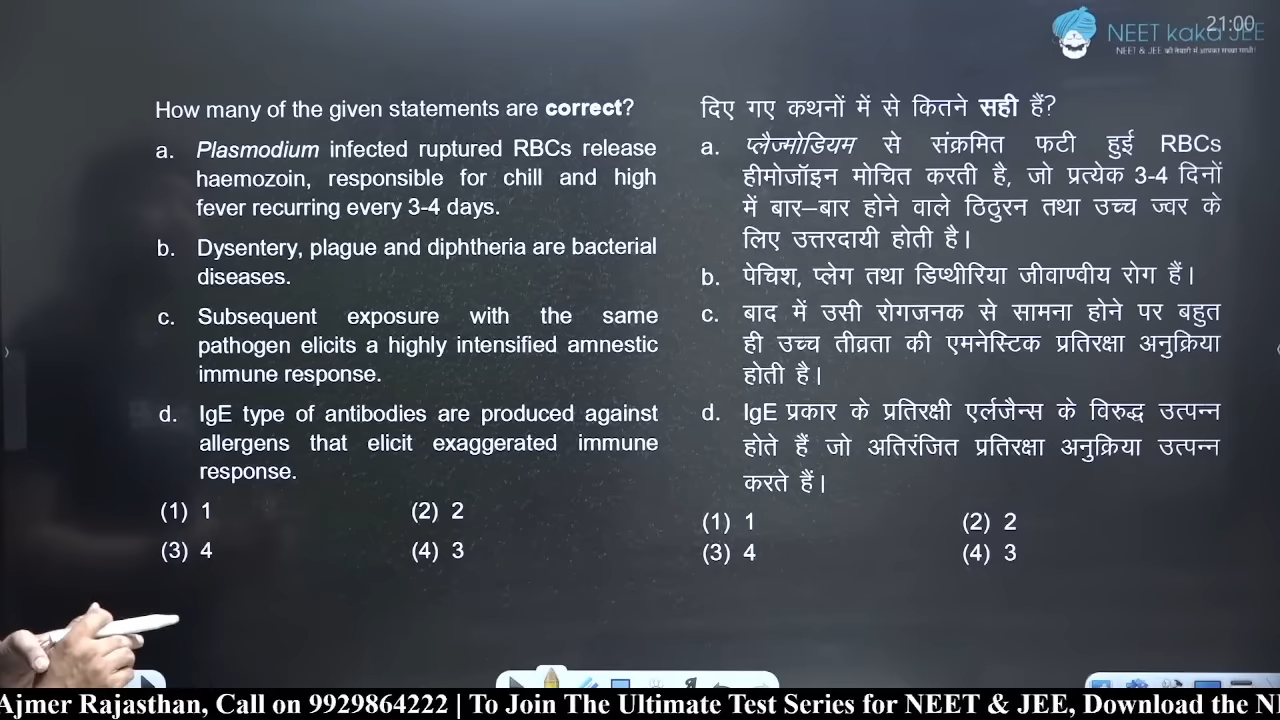 21:00
NEET kaka JEE
NEET & JEE की तैयारी में आपका सच्चा साथी!
How many of the given statements are correct?
a. Plasmodium infected ruptured RBCs release
haemozoin, responsible for chill and high
fever recurring every 3-4 days.
b. Dysentery, plague and diphtheria are bacterial
diseases.
c. Subsequent exposure with the same
pathogen elicits a highly intensified amnestic
immune response.
d. IgE type of antibodies are produced against
allergens that elicit exaggerated immune
response.
(1) 1 (2) 2
(3) 4 (4) 3
दिए गए कथनों में से कितने सही हैं?
a. प्लैज्मोडियम से संक्रमित फटी हुई RBCs
हीमोजॉइन मोचित करती है, जो प्रत्येक 3-4 दिनों
में बार–बार होने वाले ठिठुरन तथा उच्च ज्वर के
लिए उत्तरदायी होती है।
b. पेचिश, प्लेग तथा डिप्थीरिया जीवाण्वीय रोग हैं।
c. बाद में उसी रोगजनक से सामना होने पर बहुत
ही उच्च तीव्रता की एमनेस्टिक प्रतिरक्षा अनुक्रिया
होती है।
d. IgE प्रकार के प्रतिरक्षी एर्लजैन्स के विरुद्ध उत्पन्न
होते हैं जो अतिरंजित प्रतिरक्षा अनुक्रिया उत्पन्न
करते हैं।
(1) 1 (2) 2
(3) 4 (4) 3
Ajmer Rajasthan, Call on 9929864222 | To Join The Ultimate Test Series for NEET & JEE, Download the